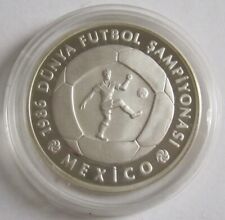 1986 DÜNYA FUTBOL ŞAMPİYONASI
MEXİCO